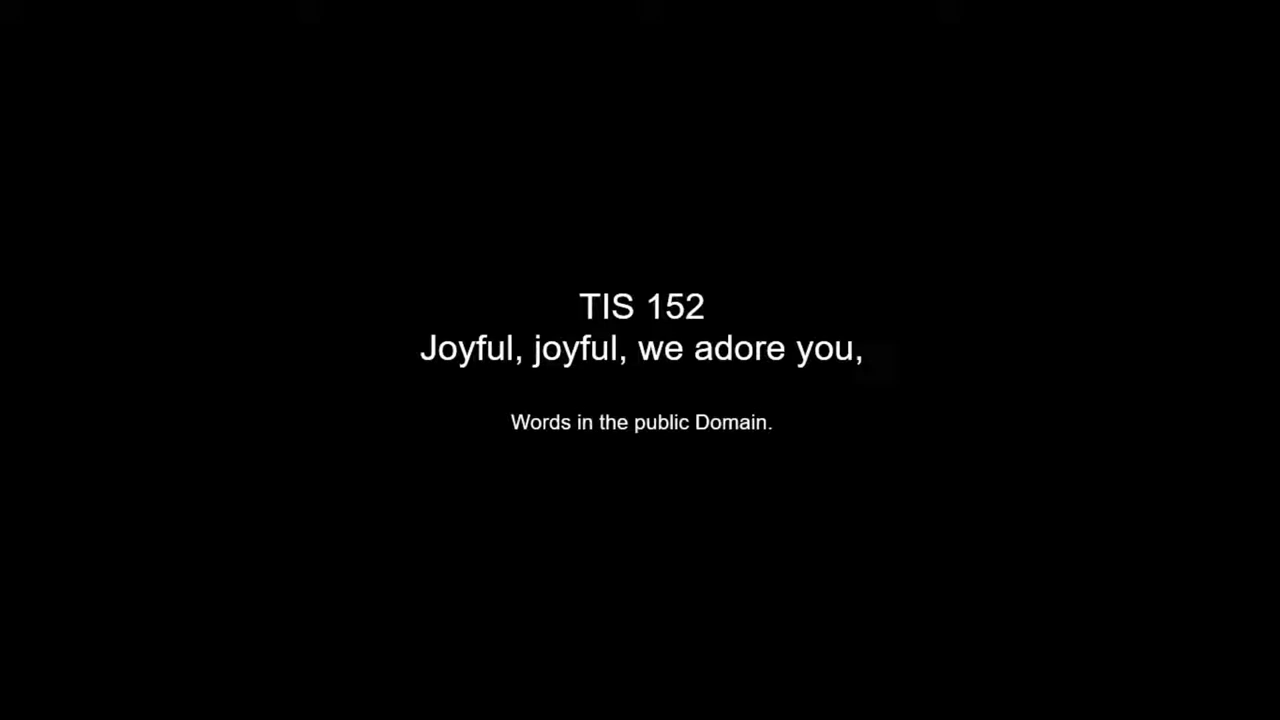 TIS 152
Joyful, joyful, we adore you,
Words in the public Domain.